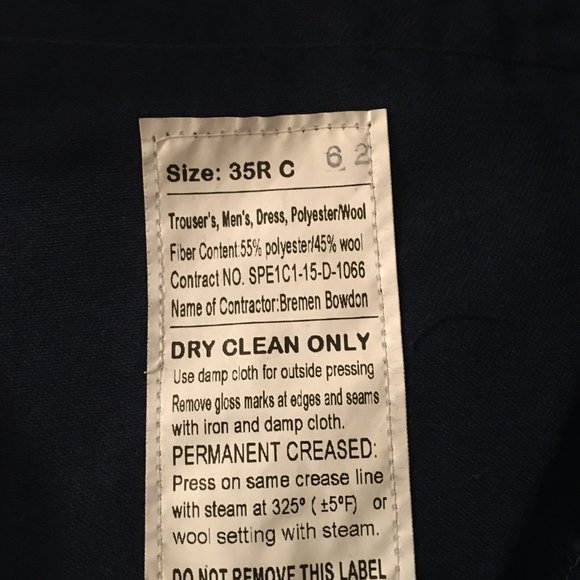 Size: 35R C 62
Trouser's, Men's, Dress, Polyester/Wool
Fiber Content:55% polyester/45% wool
Contract NO. SPE1C1-15-D-1066
Name of Contractor:Bremen Bowdon
DRY CLEAN ONLY
Use damp cloth for outside pressing
Remove gloss marks at edges and seams
with iron and damp cloth.
PERMANENT CREASED:
Press on same crease line
with steam at 325° (±5°F) or
wool setting with steam.
DO NOT REMOVE THIS LABEL